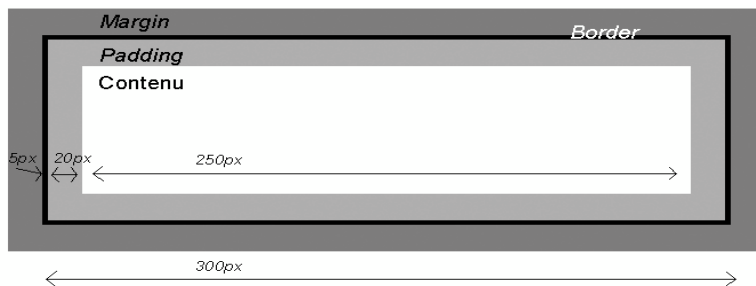 Margin
Border
Padding
Contenu
5px 20px 250px
300px